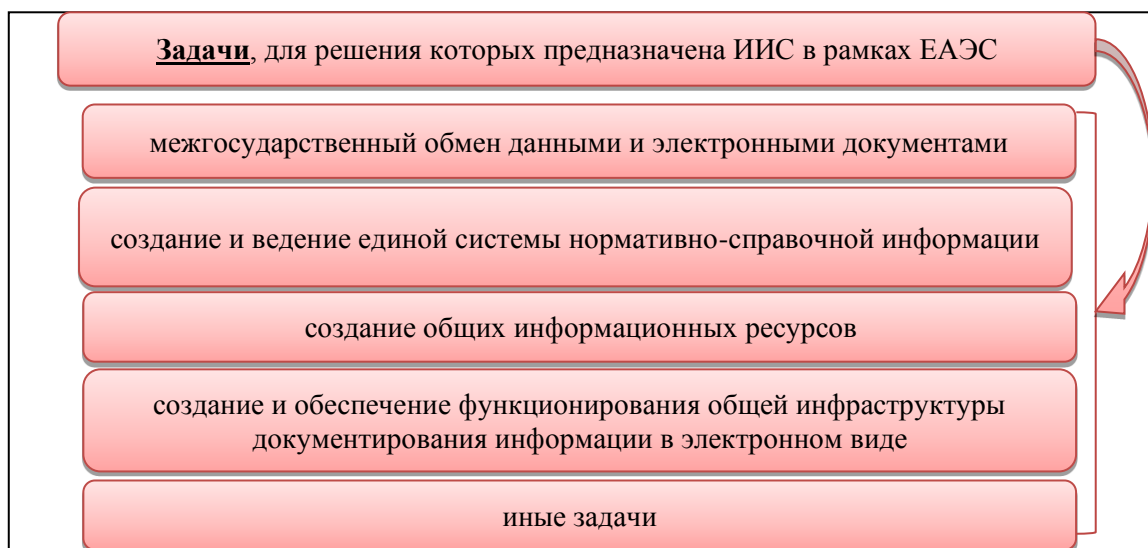 Задачи, для решения которых предназначена ИИС в рамках ЕАЭС
межгосударственный обмен данными и электронными документами
создание и ведение единой системы нормативно-справочной информации
создание общих информационных ресурсов
создание и обеспечение функционирования общей инфраструктуры
документирования информации в электронном виде
иные задачи